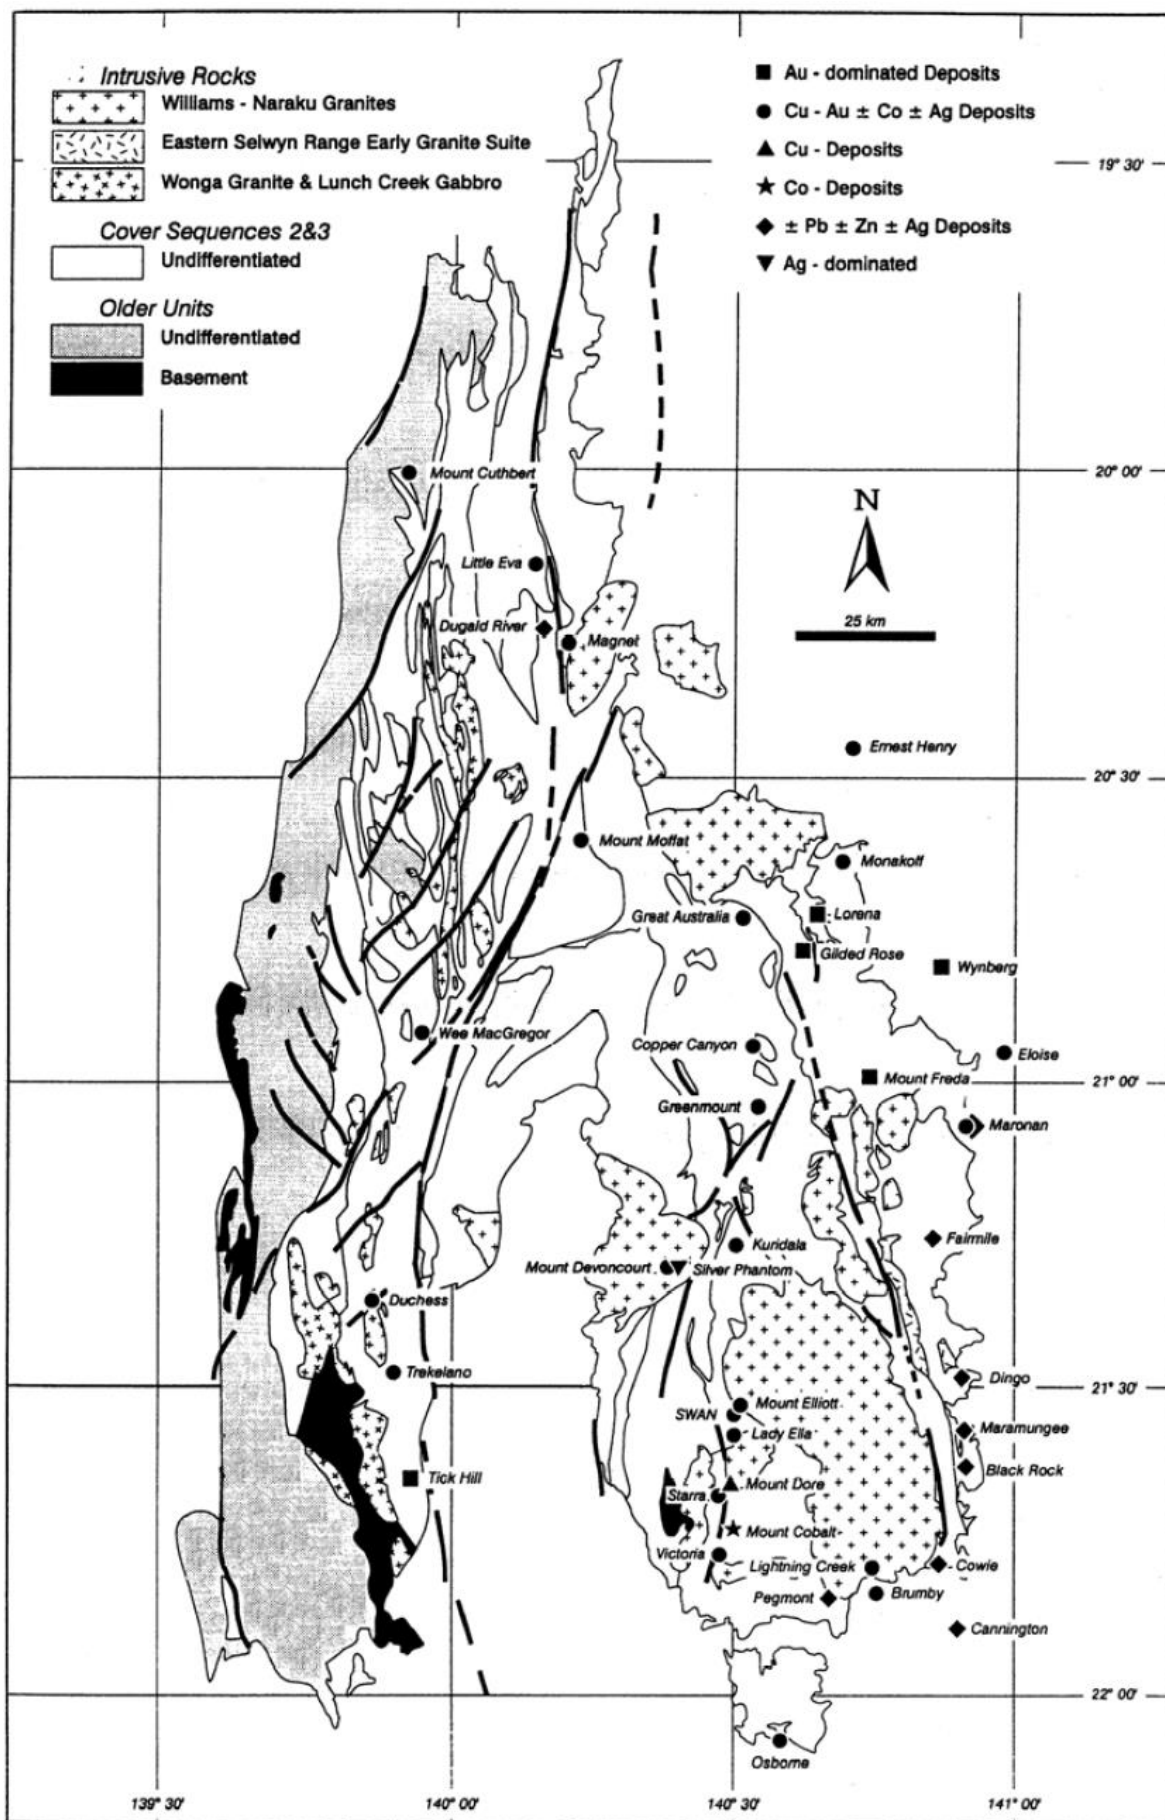 Intrusive Rocks
Williams - Naraku Granites
Eastern Selwyn Range Early Granite Suite
Wonga Granite & Lunch Creek Gabbro
Cover Sequences 2&3
Undifferentiated
Older Units
Undifferentiated
Basement
Au - dominated Deposits
Cu - Au ± Co ± Ag Deposits
Cu - Deposits
Co - Deposits
± Pb ± Zn ± Ag Deposits
Ag - dominated
19° 30'
Mount Cuthbert
20° 00'
N
25 km
Little Eva
Dugald River
Magnet
Ernest Henry
20° 30'
Mount Moffat
Monakoff
Great Australia
Lorena
Gilded Rose
Wynberg
Wee MacGregor
Copper Canyon
Eloise
Mount Freda
21° 00'
Greenmount
Maronan
Kuridala
Fairmile
Mount Devoncourt
Silver Phantom
Duchess
Trekelano
Dingo
21° 30'
Mount Elliott
SWAN
Lady Ella
Maramungee
Black Rock
Tick Hill
Mount Dore
Starra
Mount Cobalt
Victoria
Lightning Creek
Cowie
Pegmont
Brumby
Cannington
22° 00'
Osborne
139° 30'
140° 00'
140° 30'
141° 00'